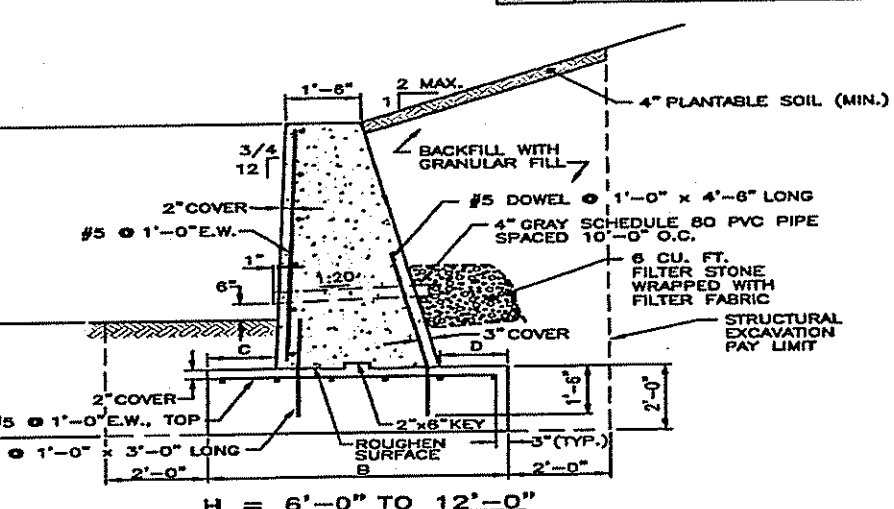 1'-6"
2 MAX.
1
4" PLANTABLE SOIL (MIN.)
3/4
12
BACKFILL WITH
GRANULAR FILL
2" COVER
#5 DOWEL @ 1'-0" x 4'-6" LONG
#5 @ 1'-0" E.W.
4" GRAY SCHEDULE 80 PVC PIPE
SPACED 10'-0" O.C.
1"
1:20
6"
6 CU. FT.
FILTER STONE
WRAPPED WITH
FILTER FABRIC
STRUCTURAL
EXCAVATION
PAY LIMIT
3" COVER
C
D
2" COVER
1'-6"
2'-0"
#5 @ 1'-0" E.W., TOP
2"x6" KEY
@ 1'-0" x 3'-0" LONG
ROUGHEN
SURFACE
3" (TYP.)
2'-0"
B
2'-0"
H = 6'-0" TO 12'-0"